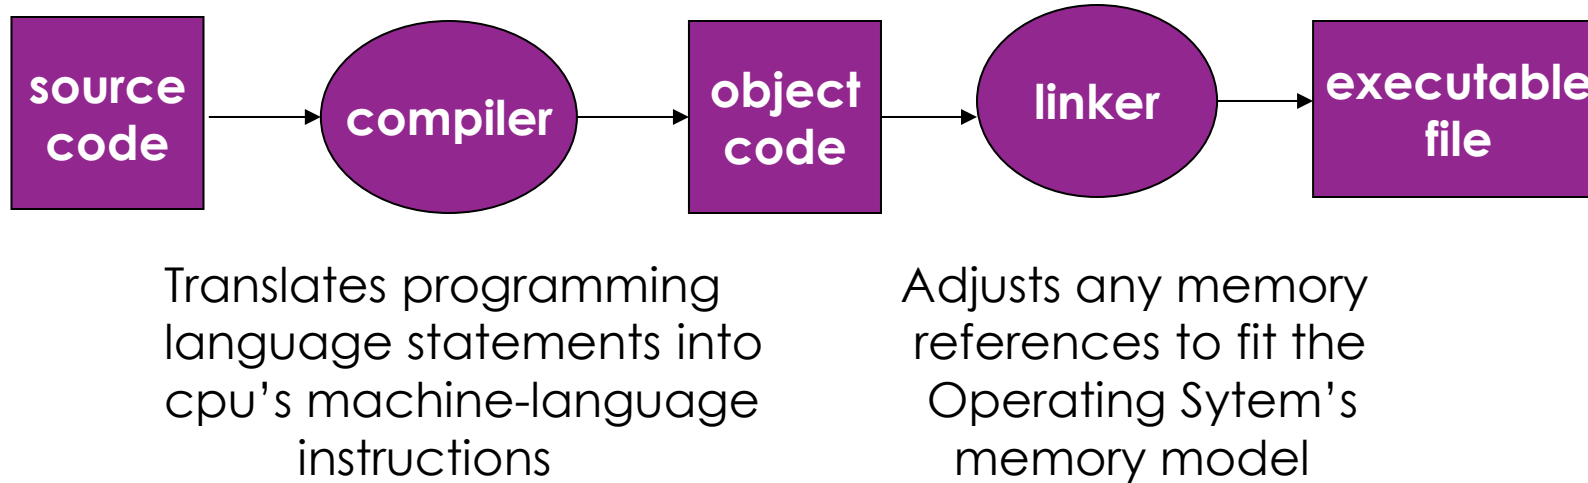 source
code
compiler
object
code
linker
executable
file
Translates programming
language statements into
cpu’s machine-language
instructions
Adjusts any memory
references to fit the
Operating Sytem’s
memory model